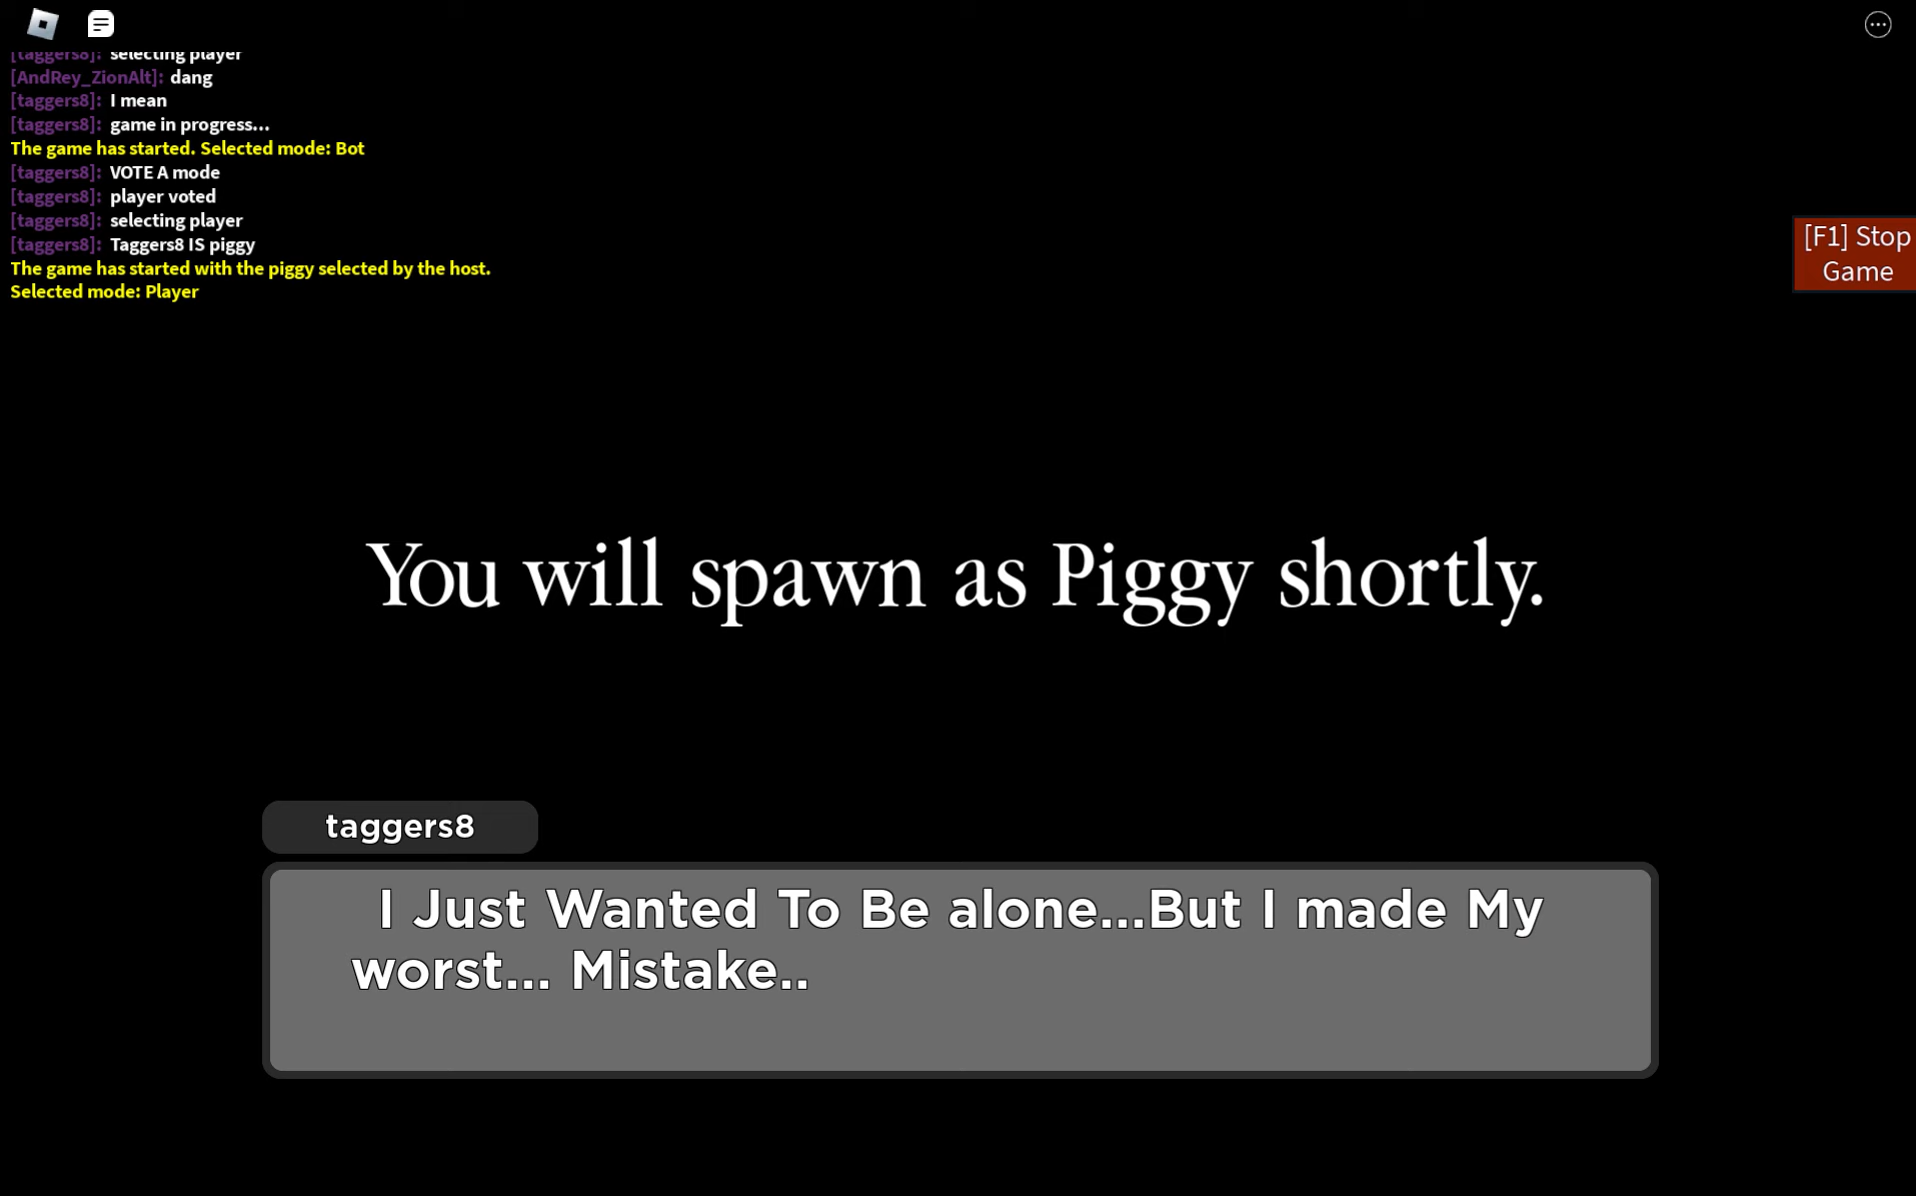 [taggers8]: selecting player
[AndRey_ZionAlt]: dang
[taggers8]: I mean
[taggers8]: game in progress...
The game has started. Selected mode: Bot
[taggers8]: VOTE A mode
[taggers8]: player voted
[taggers8]: selecting player
[taggers8]: Taggers8 IS piggy
The game has started with the piggy selected by the host.
Selected mode: Player
[F1] Stop
Game
You will spawn as Piggy shortly.
taggers8
I Just Wanted To Be alone...But I made My
worst... Mistake..